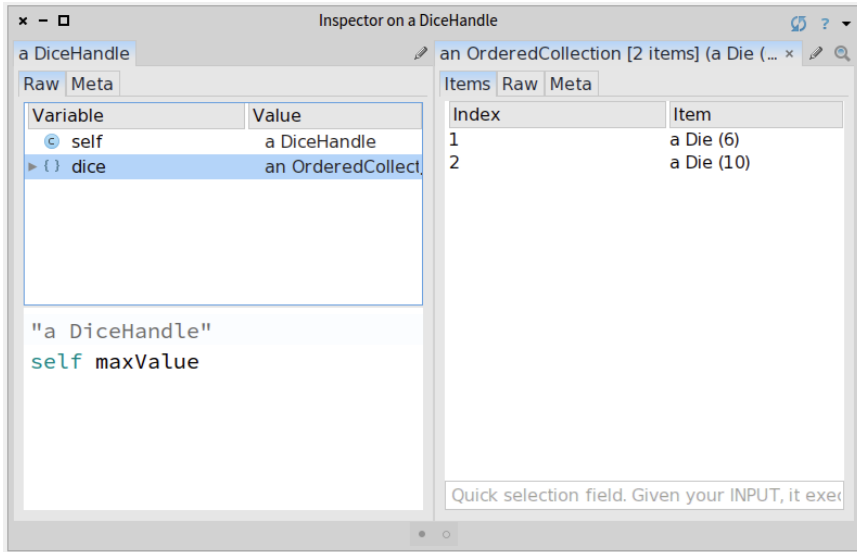 Inspector on a DiceHandle
?
a DiceHandle
Raw Meta
Variable Value
c self a DiceHandle
{ } dice an OrderedCollect
"a DiceHandle"
self maxValue
an OrderedCollection [2 items] (a Die (...
Items Raw Meta
Index Item
1 a Die (6)
2 a Die (10)
Quick selection field. Given your INPUT, it exec